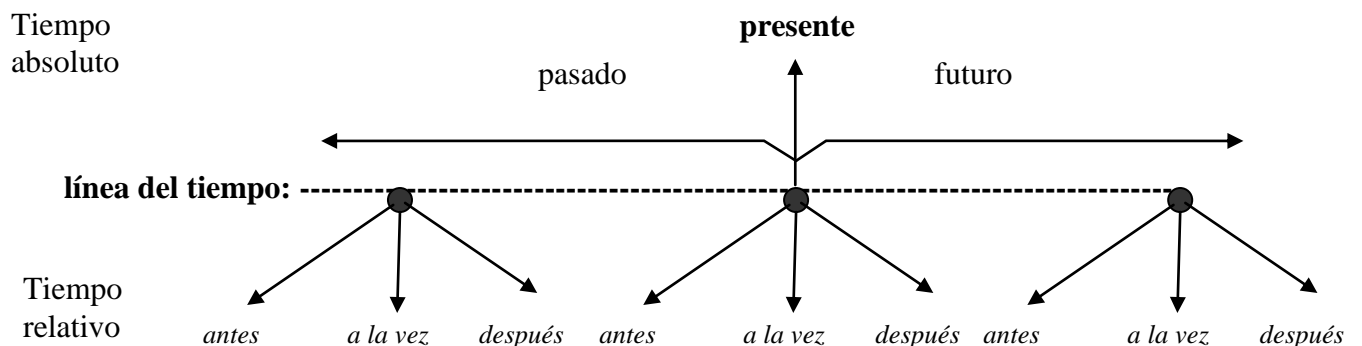 Tiempo
absoluto
presente
pasado futuro
línea del tiempo:
Tiempo
relativo
antes a la vez después antes a la vez después antes a la vez después